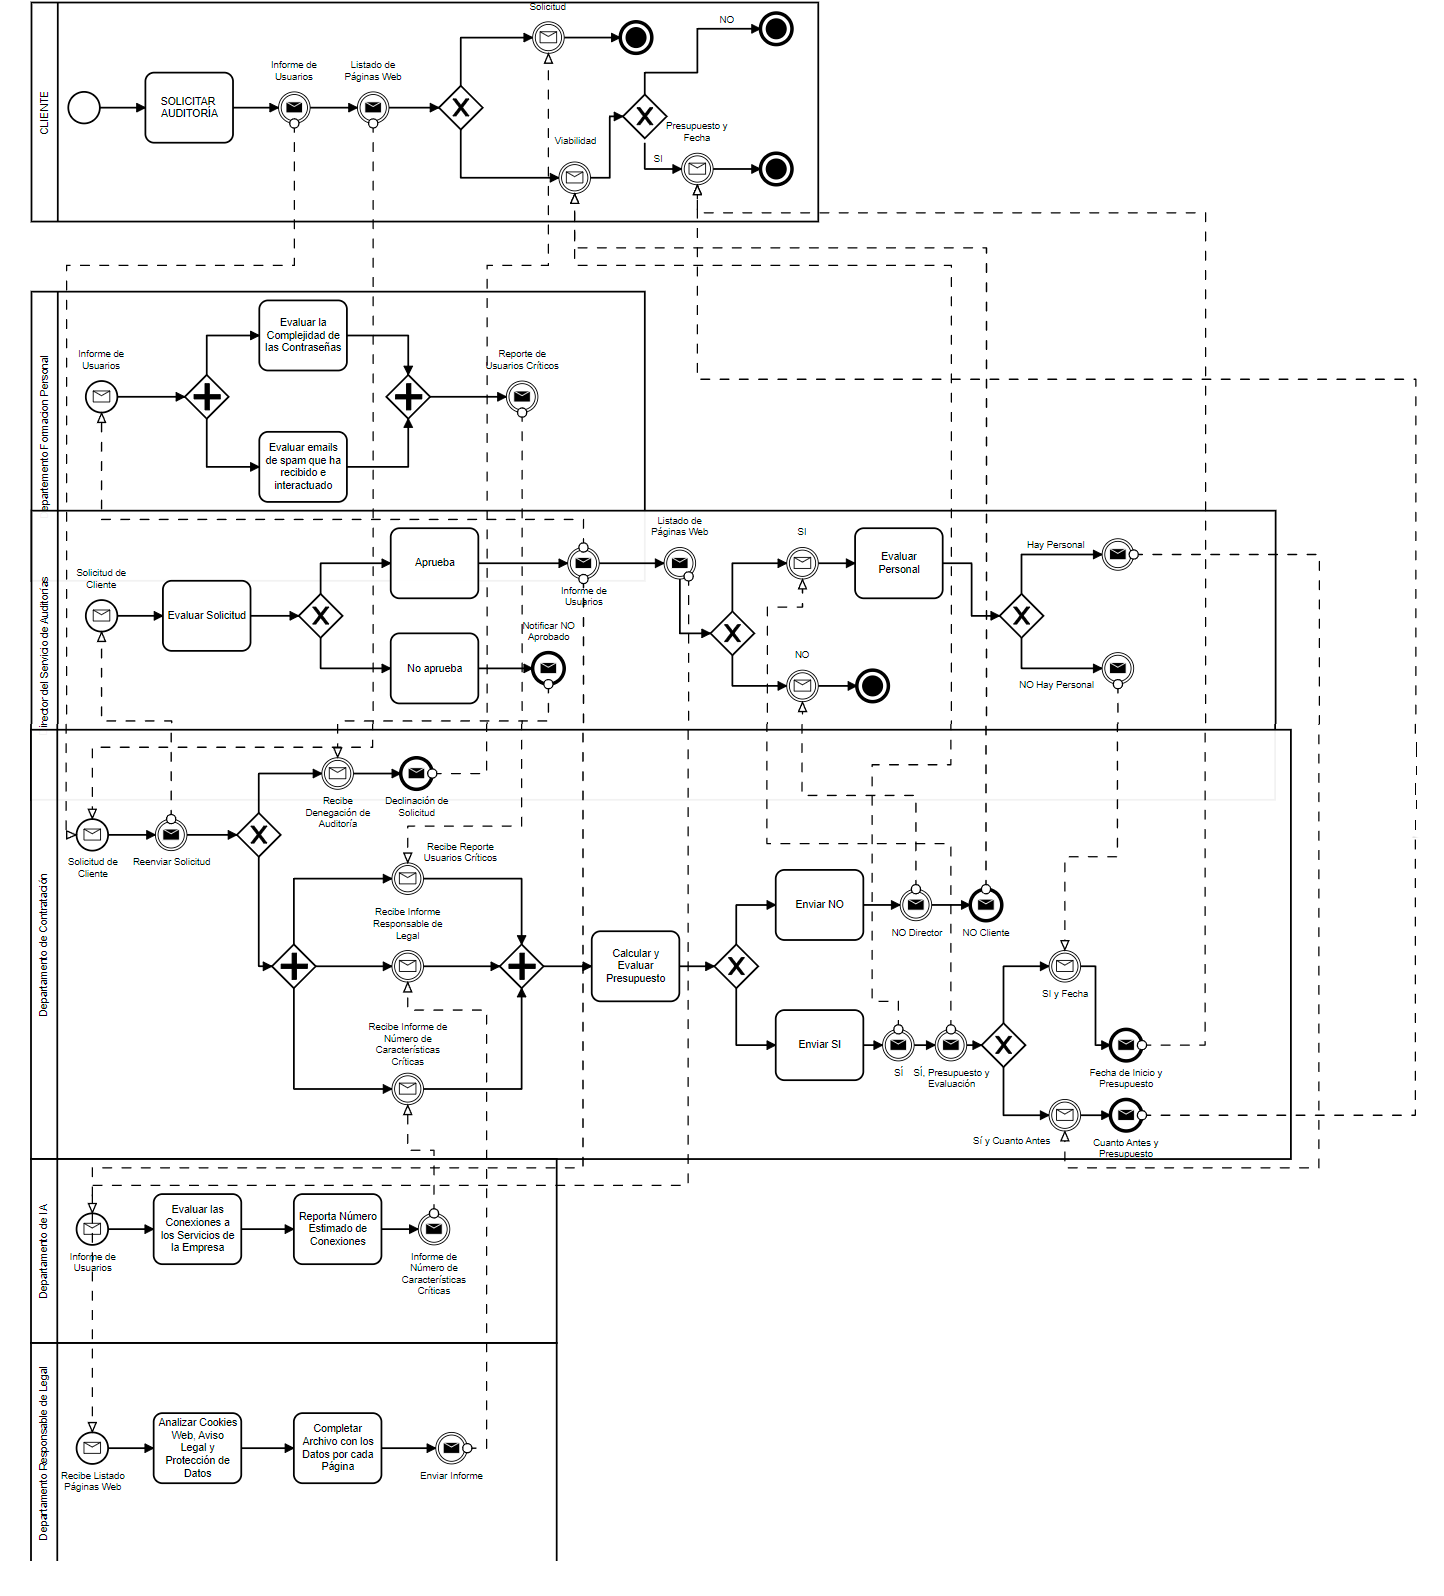 CLIENTE
SOLICITAR
AUDITORÍA
Informe de
Usuarios
Listado de
Páginas Web
Solicitud
NO
Viabilidad
Presupuesto y
Fecha
SI
epartemento Formacion Personal
Informe de
Usuarios
Evaluar la
Complejidad de
las Contraseñas
Evaluar emails
de spam que ha
recibido e
interactuado
Reporte de
Usuarios Críticos
irector del Servicio de Auditorías
Solicitud de
Cliente
Evaluar Solicitud
Aprueba
No aprueba
Informe de
Usuarios
Notificar NO
Aprobado
Listado de
Páginas Web
SI
NO
Evaluar
Personal
Hay Personal
NO Hay Personal
Departamento de Contratación
Solicitud de
Cliente
Reenviar Solicitud
Recibe
Denegación de
Auditoría
Declinación de
Solicitud
Recibe Reporte
Usuarios Críticos
Recibe Informe
Responsable de
Legal
Recibe Informe de
Número de
Características
Críticas
Calcular y
Evaluar
Presupuesto
Enviar NO
Enviar SI
NO Director
NO Cliente
SÍ
SÍ, Presupuesto y
Evaluación
SI y Fecha
Fecha de Inicio y
Presupuesto
Sí y Cuanto Antes
Cuanto Antes y
Presupuesto
Departamento de IA
Informe de
Usuarios
Evaluar las
Conexiones a
los Servicios de
la Empresa
Reporta Número
Estimado de
Conexiones
Informe de
Número de
Características
Críticas
Departamento Responsable de Legal
Recibe Listado
Páginas Web
Analizar Cookies
Web, Aviso
Legal y
Protección de
Datos
Completar
Archivo con los
Datos por cada
Página
Enviar Informe